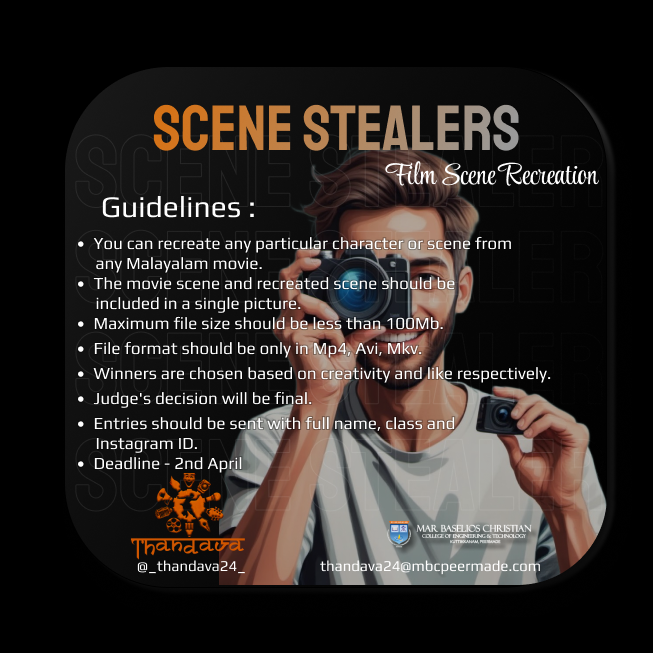 SCENE STEALERS
Film Scene Recreation
Guidelines :
• You can recreate any particular character or scene from
any Malayalam movie.
• The movie scene and recreated scene should be
included in a single picture.
• Maximum file size should be less than 100Mb.
• File format should be only in Mp4, Avi, Mkv.
• Winners are chosen based on creativity and like respectively.
• Judge's decision will be final.
• Entries should be sent with full name, class and
Instagram ID.
• Deadline - 2nd April
Thandava
@_thandava24_
MAR BASELIOS CHRISTIAN
COLLEGE OF ENGINEERING & TECHNOLOGY
KUTTIKKANAM, PEERMADE
thandava24@mbcpeermade.com